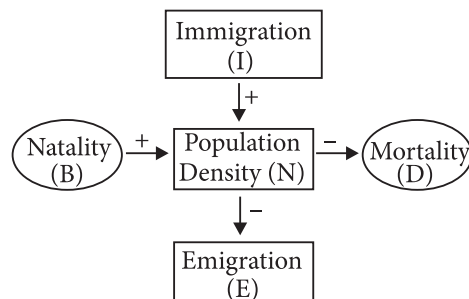 Immigration
(I)
+
Natality
(B)
+
Population
Density (N)
–
Mortality
(D)
–
Emigration
(E)